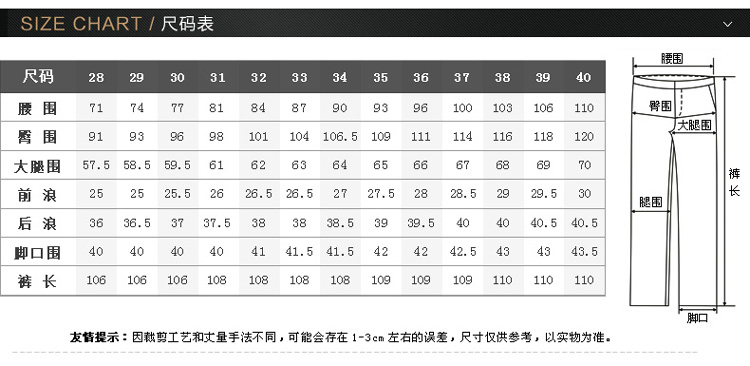 SIZE CHART / 尺码表
尺码 28 29 30 31 32 33 34 35 36 37 38 39 40
腰 围 71 74 77 81 84 87 90 93 96 100 103 106 110
臀 围 91 93 96 98 101 104 106.5 109 111 114 116 118 120
大腿围 57.5 58.5 59.5 61 62 63 64 65 66 67 68 69 70
前 浪 25 25 25.5 26 26.5 26.5 27 27.5 28 28.5 29 29.5 30
后 浪 36 36.5 37 37.5 38 38 38.5 39 39.5 40 40 40.5 40.5
脚口围 40 40 40 40 41 41.5 41.5 42 42 42.5 43 43 43.5
裤 长 106 106 106 108 108 108 108 109 109 109 110 110 110
腰围
臀围
大腿围
裤长
腿围
脚口
友情提示：因裁剪工艺和丈量手法不同，可能会存在1-3cm左右的误差，尺寸仅供参考，以实物为准。